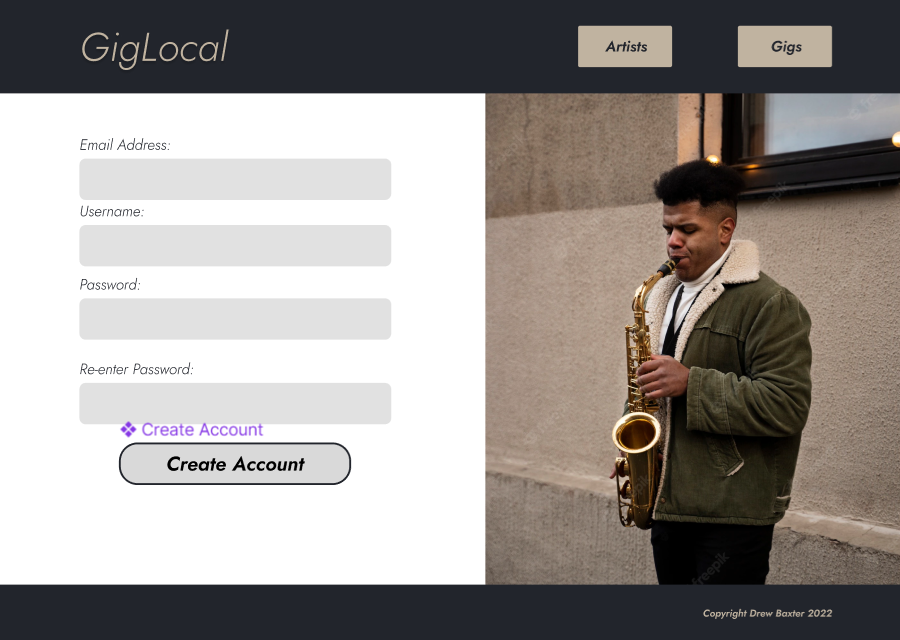 GigLocal
Artists
Gigs
Email Address:
Username:
Password:
Re-enter Password:
Create Account
Create Account
freepik
Copyright Drew Baxter 2022